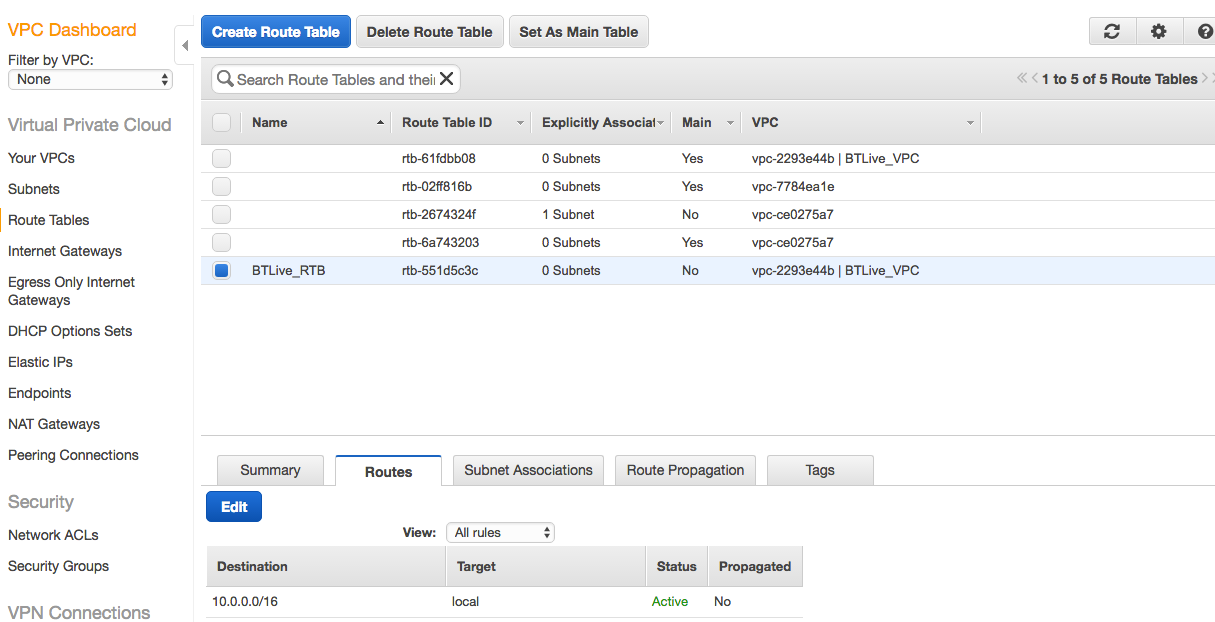 VPC Dashboard
Filter by VPC:
None
Virtual Private Cloud
Your VPCs
Subnets
Route Tables
Internet Gateways
Egress Only Internet
Gateways
DHCP Options Sets
Elastic IPs
Endpoints
NAT Gateways
Peering Connections
Security
Network ACLs
Security Groups
VPN Connections
Create Route Table Delete Route Table Set As Main Table
Search Route Tables and thei 1 to 5 of 5 Route Tables
Name Route Table ID Explicitly Associat Main VPC
rtb-61fdbb08 0 Subnets Yes vpc-2293e44b | BTLive_VPC
rtb-02ff816b 0 Subnets Yes vpc-7784ea1e
rtb-2674324f 1 Subnet No vpc-ce0275a7
rtb-6a743203 0 Subnets Yes vpc-ce0275a7
BTLive_RTB rtb-551d5c3c 0 Subnets No vpc-2293e44b | BTLive_VPC
Summary Routes Subnet Associations Route Propagation Tags
Edit
View: All rules
Destination Target Status Propagated
10.0.0.0/16 local Active No